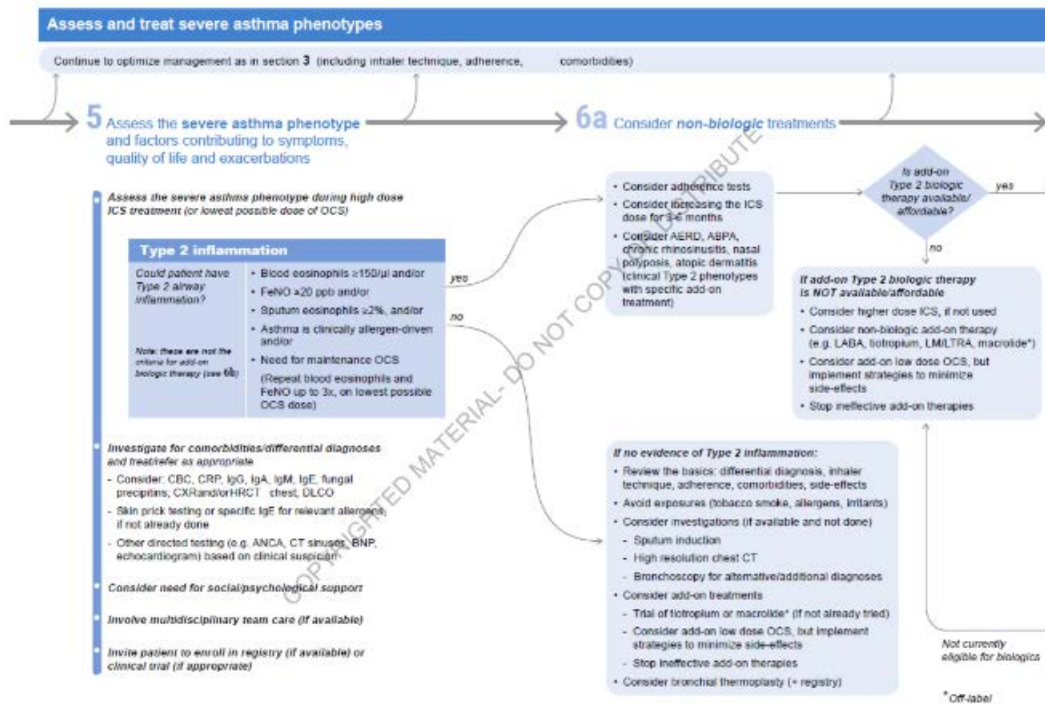 Assess and treat severe asthma phenotypes
Continue to optimize management as in section 3 (including inhaler technique, adherence, comorbidities)
5 Assess the severe asthma phenotype
and factors contributing to symptoms,
quality of life and exacerbations
Assess the severe asthma phenotype during high dose
ICS treatment (or lowest possible dose of OCS)
Type 2 inflammation
Could patient have
Type 2 airway
inflammation?
Note: these are not the
criteria for add-on
biologic therapy (see 6b)
• Blood eosinophils ≥150/µl and/or
• FeNO ≥20 ppb and/or
• Sputum eosinophils ≥2%, and/or
• Asthma is clinically allergen-driven
and/or
• Need for maintenance OCS
(Repeat blood eosinophils and
FeNO up to 3x, on lowest possible
OCS dose)
yes
no
Investigate for comorbidities/differential diagnoses
and treat/refer as appropriate
- Consider: CBC, CRP, IgG, IgA, IgM, IgE, fungal
precipitins; CXRand/orHRCT chest, DLCO
- Skin prick testing or specific IgE for relevant allergens,
if not already done
- Other directed testing (e.g. ANCA, CT sinuses, BNP,
echocardiogram) based on clinical suspicion
Consider need for social/psychological support
Involve multidisciplinary team care (if available)
Invite patient to enroll in registry (if available) or
clinical trial (if appropriate)
6a Consider non-biologic treatments
• Consider adherence tests
• Consider increasing the ICS
dose for 3-6 months
• Consider AERD, ABPA,
chronic rhinosinusitis, nasal
polyposis, atopic dermatitis
(clinical Type 2 phenotypes
with specific add-on
treatment)
Is add-on
Type 2 biologic
therapy available/
affordable?
yes
no
If add-on Type 2 biologic therapy
is NOT available/affordable
• Consider higher dose ICS, if not used
• Consider non-biologic add-on therapy
(e.g. LABA, tiotropium, LM/LTRA, macrolide*)
• Consider add-on low dose OCS, but
implement strategies to minimize
side-effects
• Stop ineffective add-on therapies
If no evidence of Type 2 inflammation:
• Review the basics: differential diagnosis, inhaler
technique, adherence, comorbidities, side-effects
• Avoid exposures (tobacco smoke, allergens, irritants)
• Consider investigations (if available and not done)
- Sputum induction
- High resolution chest CT
- Bronchoscopy for alternative/additional diagnoses
• Consider add-on treatments
- Trial of tiotropium or macrolide* (if not already tried)
- Consider add-on low dose OCS, but implement
strategies to minimize side-effects
- Stop ineffective add-on therapies
• Consider bronchial thermoplasty (+ registry)
Not currently
eligible for biologics
*Off-label
COPYRIGHTED MATERIAL- DO NOT COPY OR DISTRIBUTE